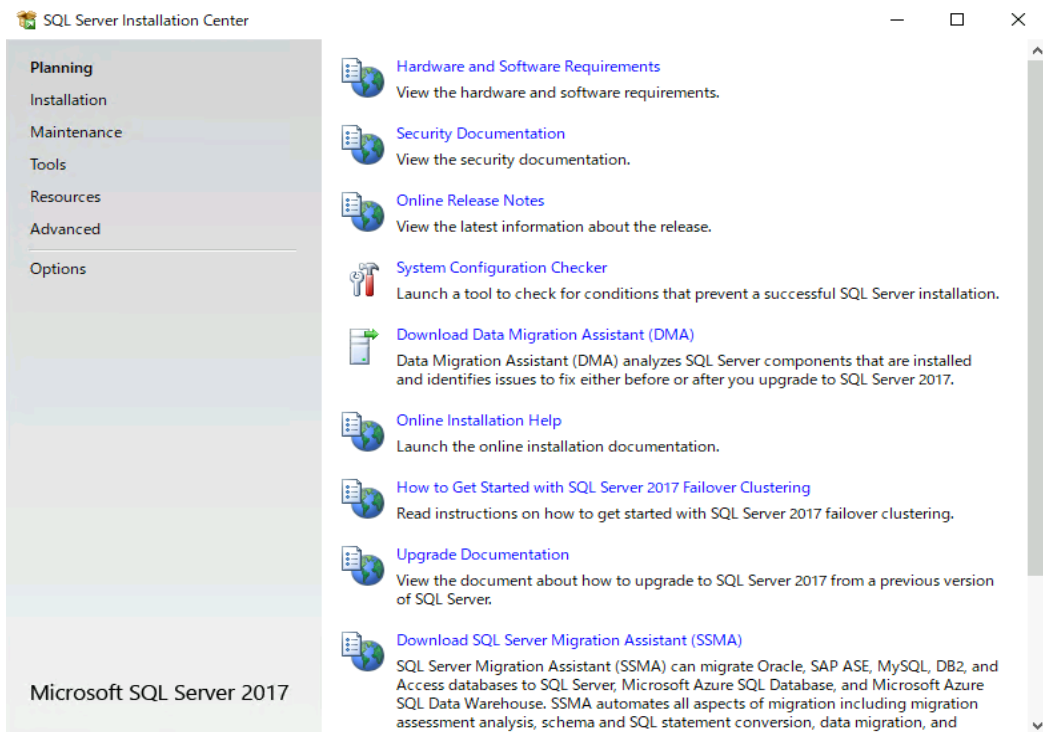 SQL Server Installation Center
Planning
Installation
Maintenance
Tools
Resources
Advanced
Options
Microsoft SQL Server 2017
Hardware and Software Requirements
View the hardware and software requirements.
Security Documentation
View the security documentation.
Online Release Notes
View the latest information about the release.
System Configuration Checker
Launch a tool to check for conditions that prevent a successful SQL Server installation.
Download Data Migration Assistant (DMA)
Data Migration Assistant (DMA) analyzes SQL Server components that are installed
and identifies issues to fix either before or after you upgrade to SQL Server 2017.
Online Installation Help
Launch the online installation documentation.
How to Get Started with SQL Server 2017 Failover Clustering
Read instructions on how to get started with SQL Server 2017 failover clustering.
Upgrade Documentation
View the document about how to upgrade to SQL Server 2017 from a previous version
of SQL Server.
Download SQL Server Migration Assistant (SSMA)
SQL Server Migration Assistant (SSMA) can migrate Oracle, SAP ASE, MySQL, DB2, and
Access databases to SQL Server, Microsoft Azure SQL Database, and Microsoft Azure
SQL Data Warehouse. SSMA automates all aspects of migration including migration
assessment analysis, schema and SQL statement conversion, data migration, and